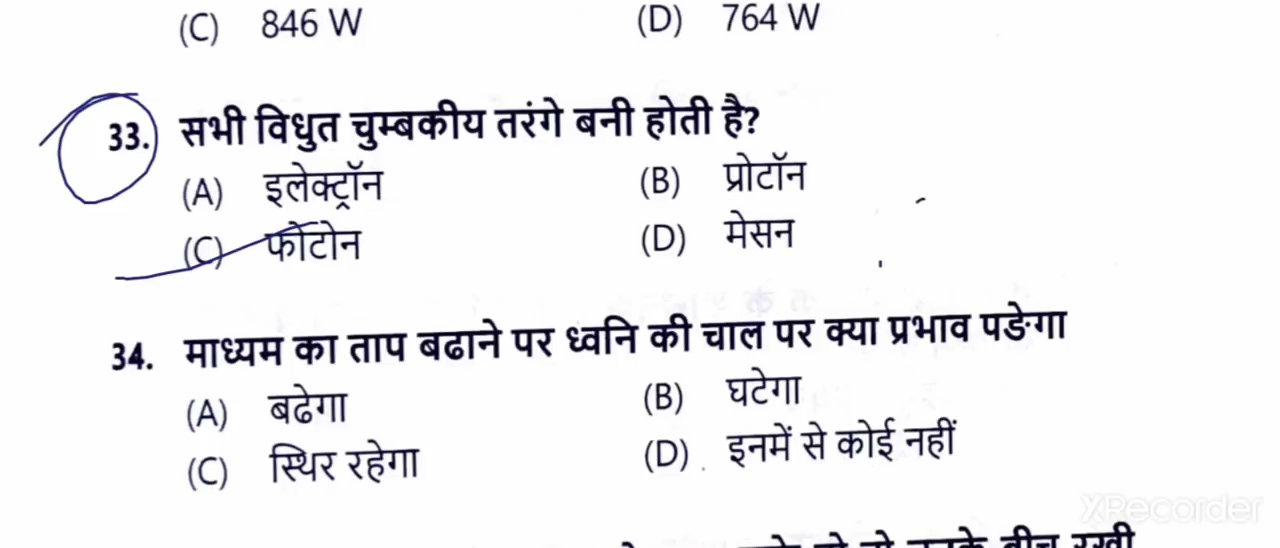 (C) 846 W (D) 764 W
33. सभी विधुत चुम्बकीय तरंगे बनी होती है?
(A) इलेक्ट्रॉन (B) प्रोटॉन
(C) फोटोन (D) मेसन
34. माध्यम का ताप बढाने पर ध्वनि की चाल पर क्या प्रभाव पडेगा
(A) बढेगा (B) घटेगा
(C) स्थिर रहेगा (D) इनमें से कोई नहीं
XRecorder